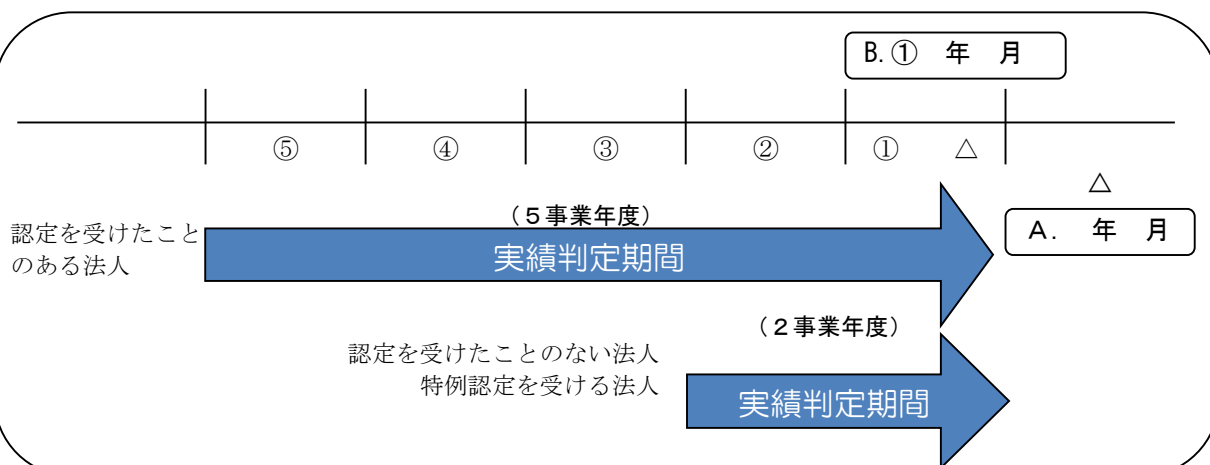 B.① 年 月
⑤ ④ ③ ② ① △
△
(5事業年度)
A. 年 月
認定を受けたこと
のある法人
実績判定期間
(2事業年度)
認定を受けたことのない法人
特例認定を受ける法人
実績判定期間